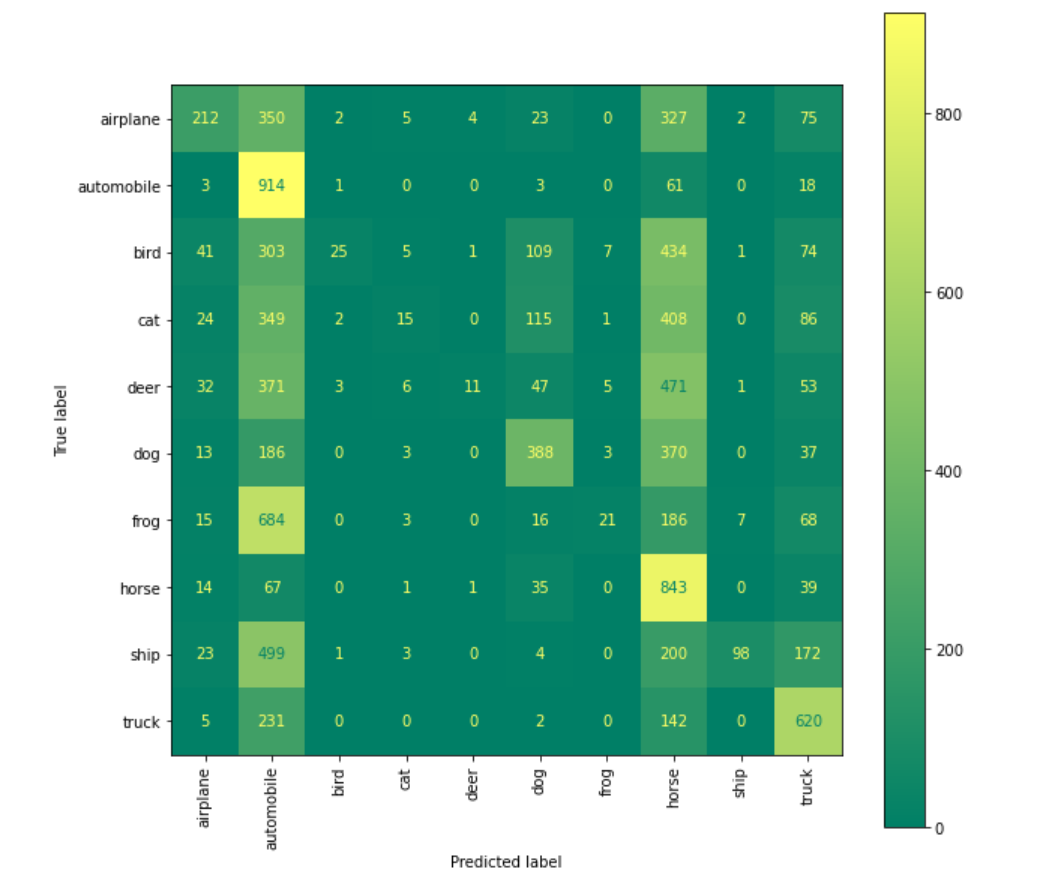 airplane 212 350 2 5 4 23 0 327 2 75
automobile 3 914 1 0 0 3 0 61 0 18
bird 41 303 25 5 1 109 7 434 1 74
cat 24 349 2 15 0 115 1 408 0 86
deer 32 371 3 6 11 47 5 471 1 53
dog 13 186 0 3 0 388 3 370 0 37
frog 15 684 0 3 0 16 21 186 7 68
horse 14 67 0 1 1 35 0 843 0 39
ship 23 499 1 3 0 4 0 200 98 172
truck 5 231 0 0 0 2 0 142 0 620
True label
airplane automobile bird cat deer dog frog horse ship truck
Predicted label
800
600
400
200
0